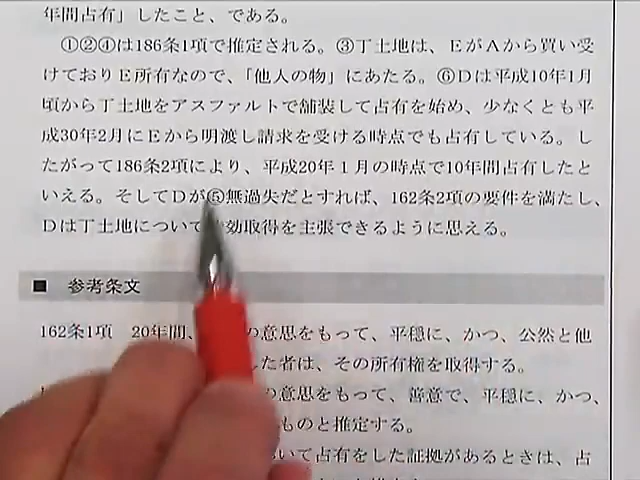 年間占有」したこと、である。
①②④は186条1項で推定される。③丁土地は、EがAから買い受
けておりE所有なので、「他人の物」にあたる。⑥Dは平成10年1月
頃から丁土地をアスファルトで舗装して占有を始め、少なくとも平
成30年2月にEから明渡し請求を受ける時点でも占有している。し
たがって186条2項により、平成20年1月の時点で10年間占有したと
いえる。そしてDが⑤無過失だとすれば、162条2項の要件を満たし、
Dは丁土地について 効取得を主張できるように思える。
■ 参考条文
162条1項 20年間、 の意思をもって、平穏に、かつ、公然と他
した者は、その所有権を取得する。
の意思をもって、善意で、平穏に、かつ、
ものと推定する。
いて占有をした証拠があるときは、占